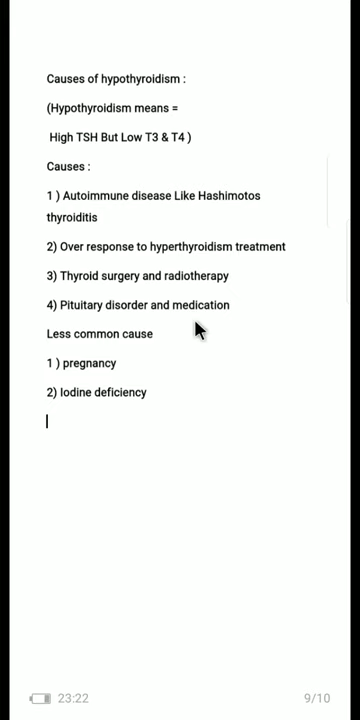 Causes of hypothyroidism :
(Hypothyroidism means =
High TSH But Low T3 & T4 )
Causes :
1 ) Autoimmune disease Like Hashimotos
thyroiditis
2) Over response to hyperthyroidism treatment
3) Thyroid surgery and radiotherapy
4) Pituitary disorder and medication
Less common cause
1 ) pregnancy
2) Iodine deficiency
23:22
9/10